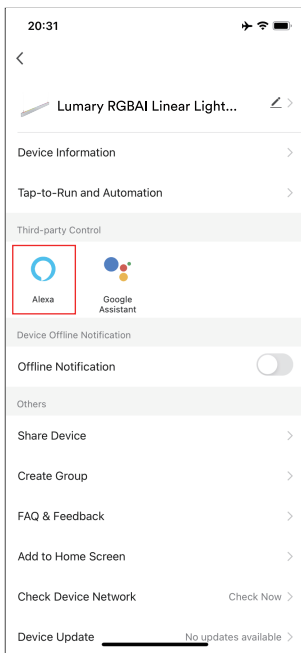 20:31
Lumary RGBAI Linear Light...
Device Information
Tap-to-Run and Automation
Third-party Control
Alexa
Google
Assistant
Device Offline Notification
Offline Notification
Others
Share Device
Create Group
FAQ & Feedback
Add to Home Screen
Check Device Network Check Now
Device Update No updates available